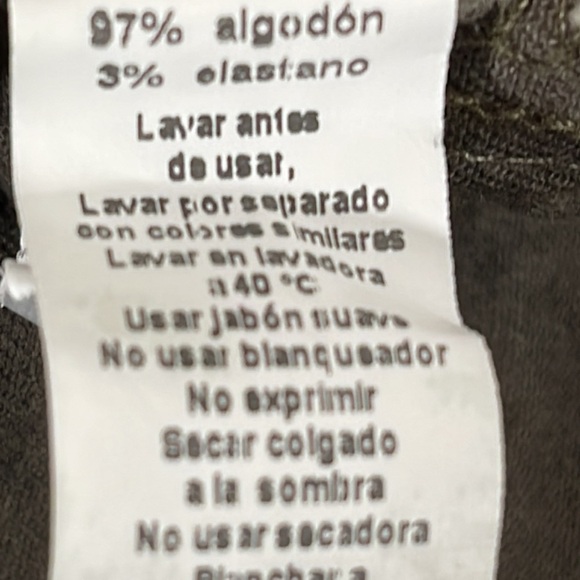 97% algodón
3% elastano
Lavar antes
de usar,
Lavar por separado
con colores similares
Lavar en lavadora
a 40 °C
Usar jabón suave
No usar blanqueador
No exprimir
Secar colgado
a la sombra
No usar secadora
Planchar a